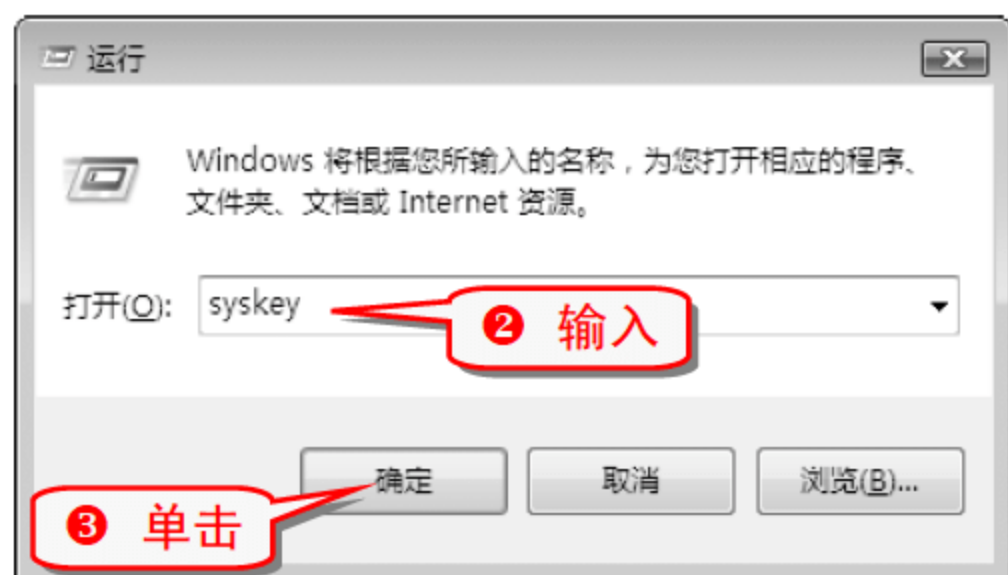 运行
Windows 将根据您所输入的名称，为您打开相应的程序、
文件夹、文档或 Internet 资源。
打开(O): syskey
❷ 输入
确定 取消 浏览(B)...
❸ 单击